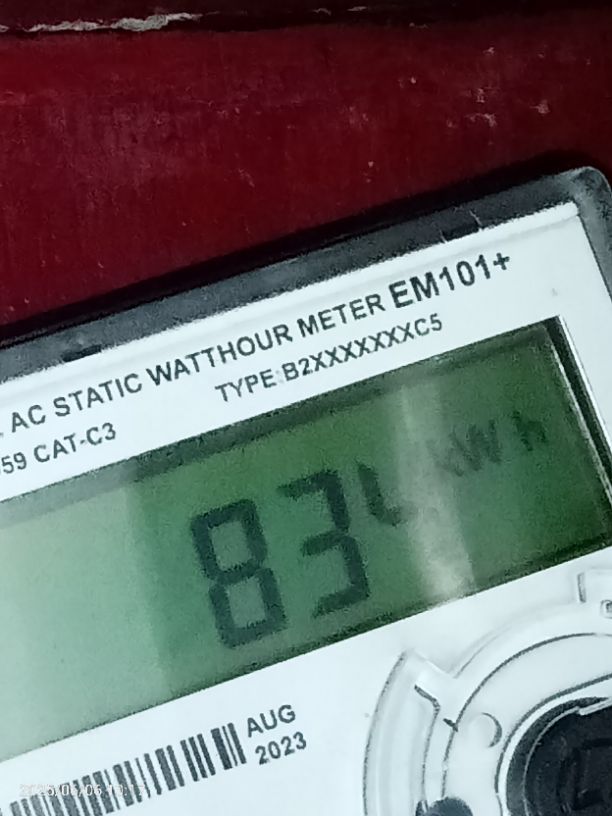 AC STATIC WATTHOUR METER EM101+
TYPE:B2XXXXXXXC5
59 CAT-C3
83 kWh
AUG
2023